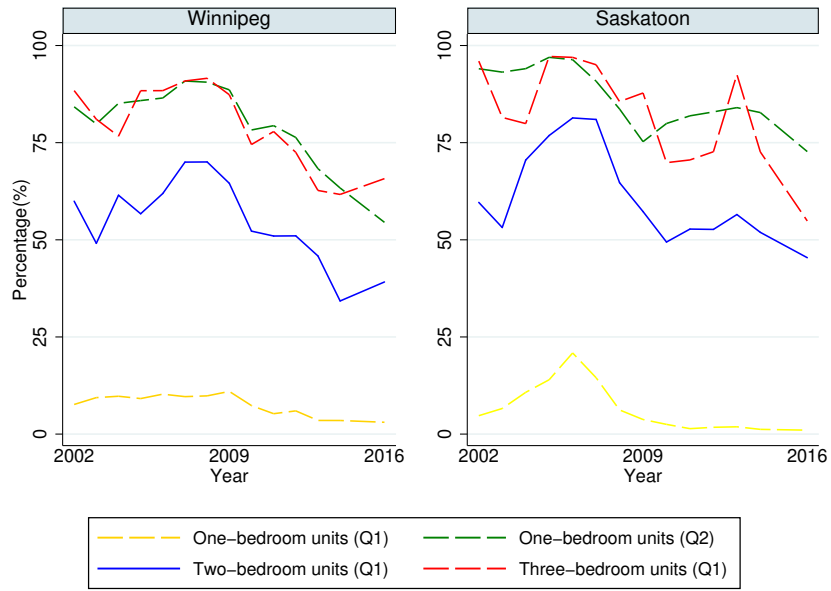 Winnipeg
Saskatoon
Percentage(%)
100
75
50
25
0
2002
2009
2016
Year
100
75
50
25
0
2002
2009
2016
Year
One−bedroom units (Q1)
One−bedroom units (Q2)
Two−bedroom units (Q1)
Three−bedroom units (Q1)